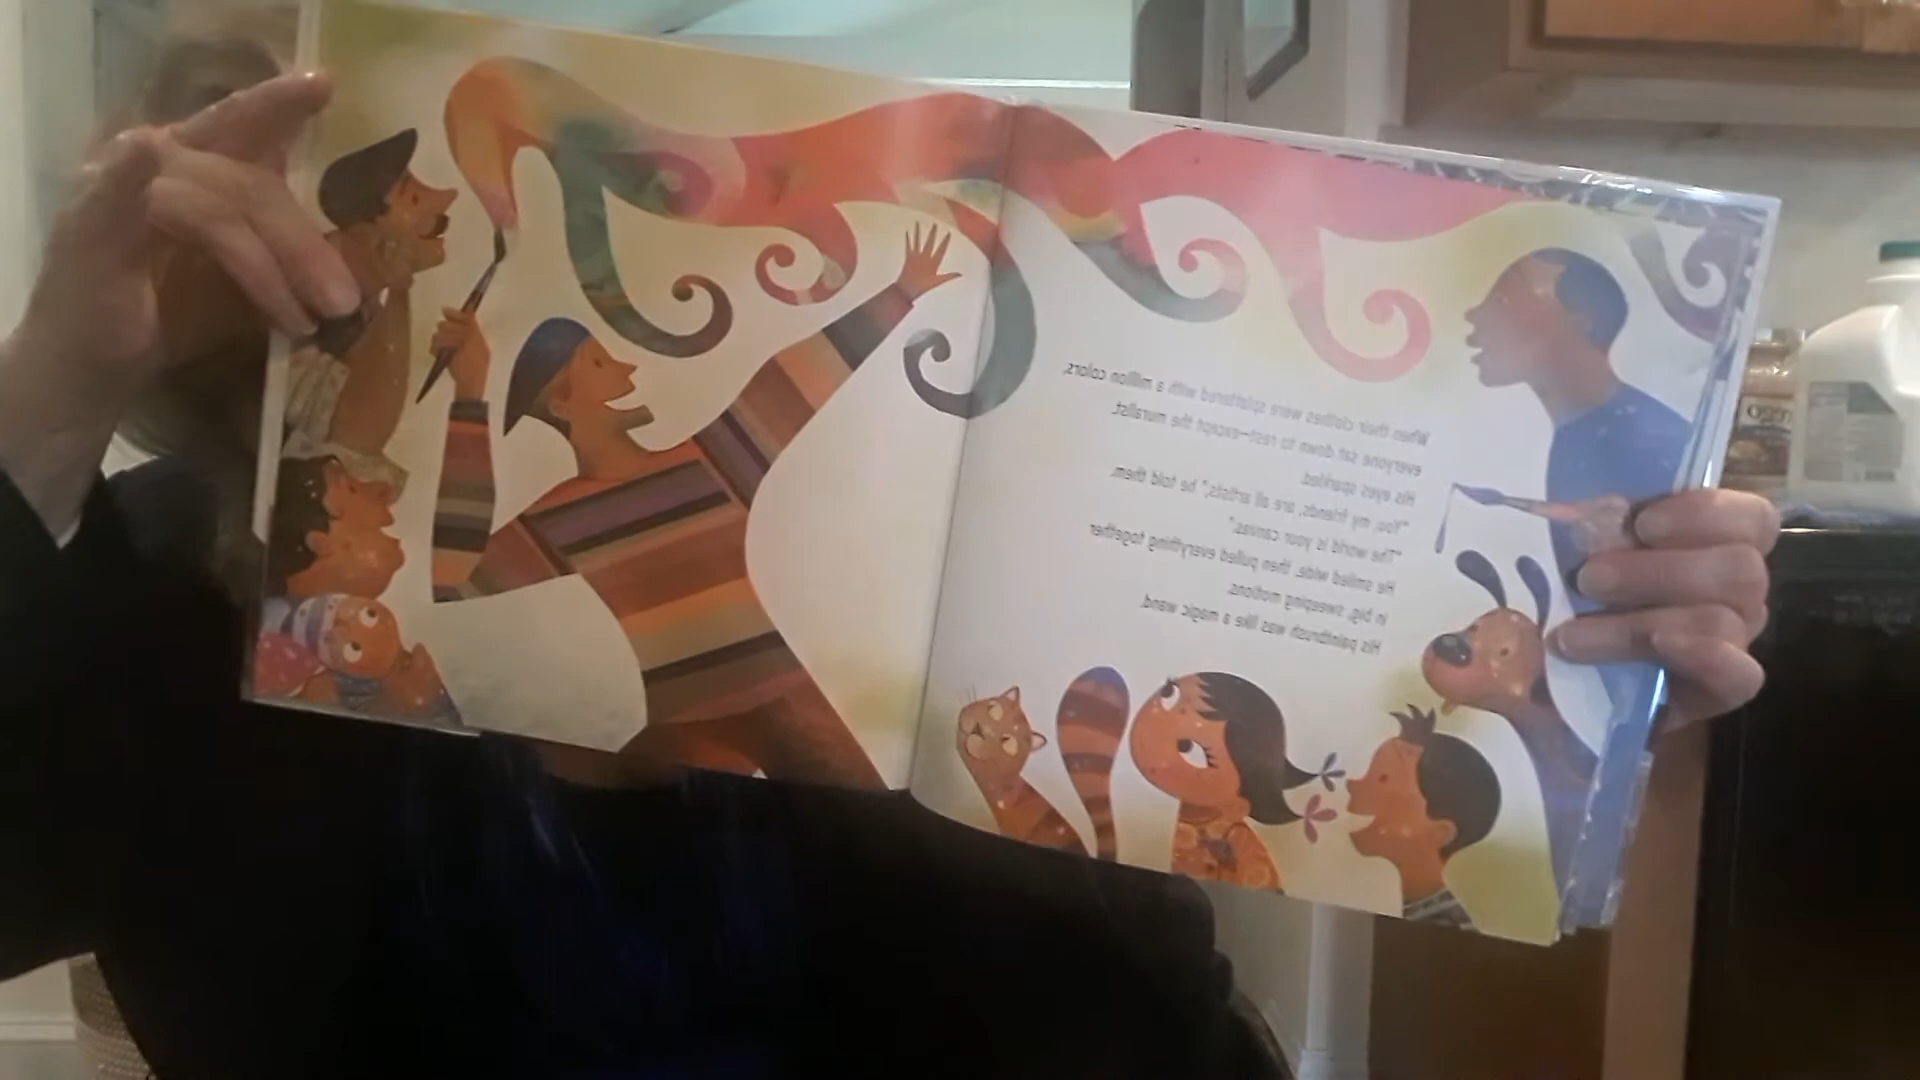 When their clothes were splattered with a million colors,
everyone sat down to rest—except the muralist.
His eyes sparkled.
"You, my friends, are all artists," he told them.
"The world is your canvas."
He smiled wide, then pulled everything together
in big, sweeping motions.
His paintbrush was like a magic wand.